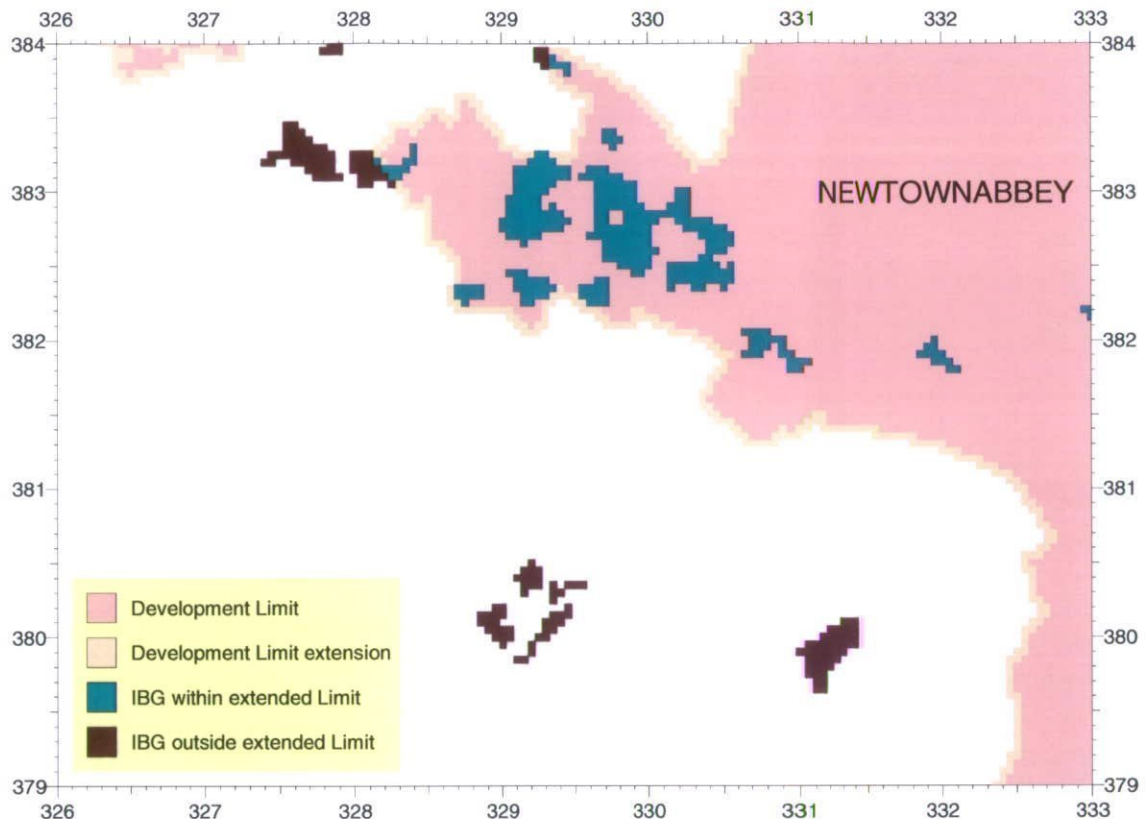 326 327 328 329 330 331 332 333
384 384
383 NEWTOWNABBEY 383
382 382
381 381
380 380
379 379
Development Limit
Development Limit extension
IBG within extended Limit
IBG outside extended Limit
326 327 328 329 330 331 332 333